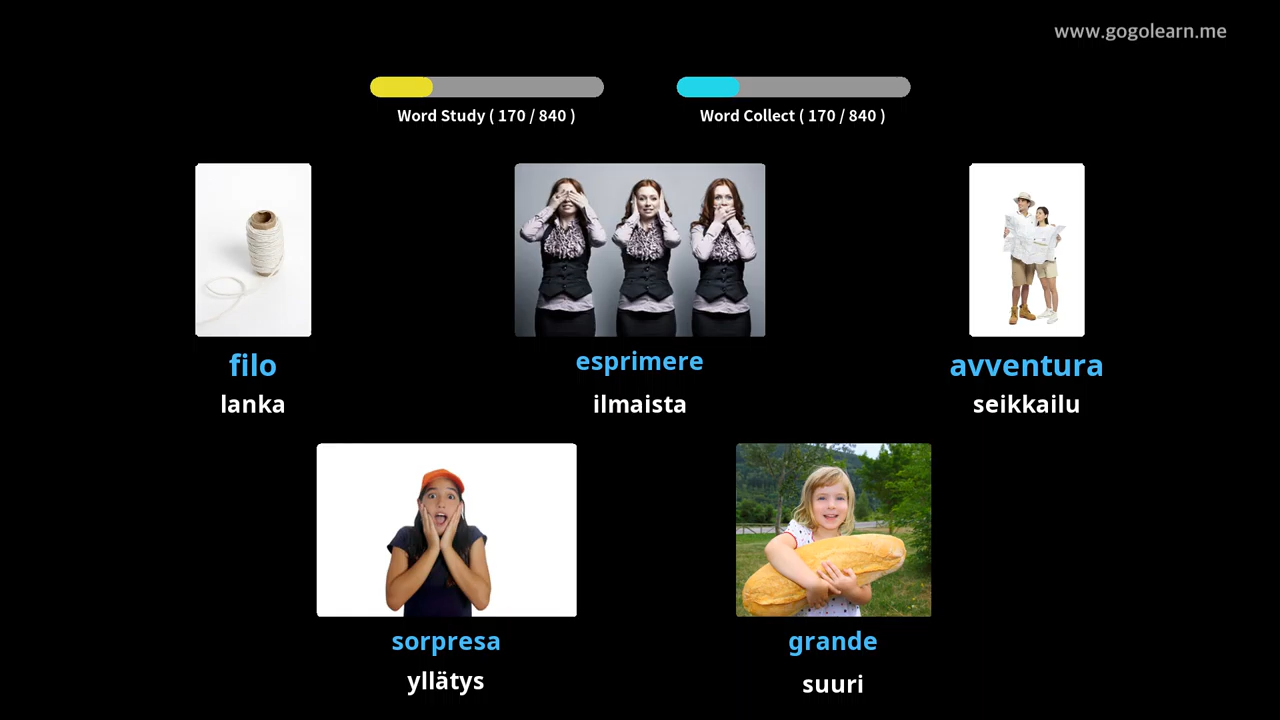 www.gogolearn.me
Word Study ( 170 / 840 )
Word Collect ( 170 / 840 )
filo
lanka
esprimere
ilmaista
avventura
seikkailu
sorpresa
yllätys
grande
suuri